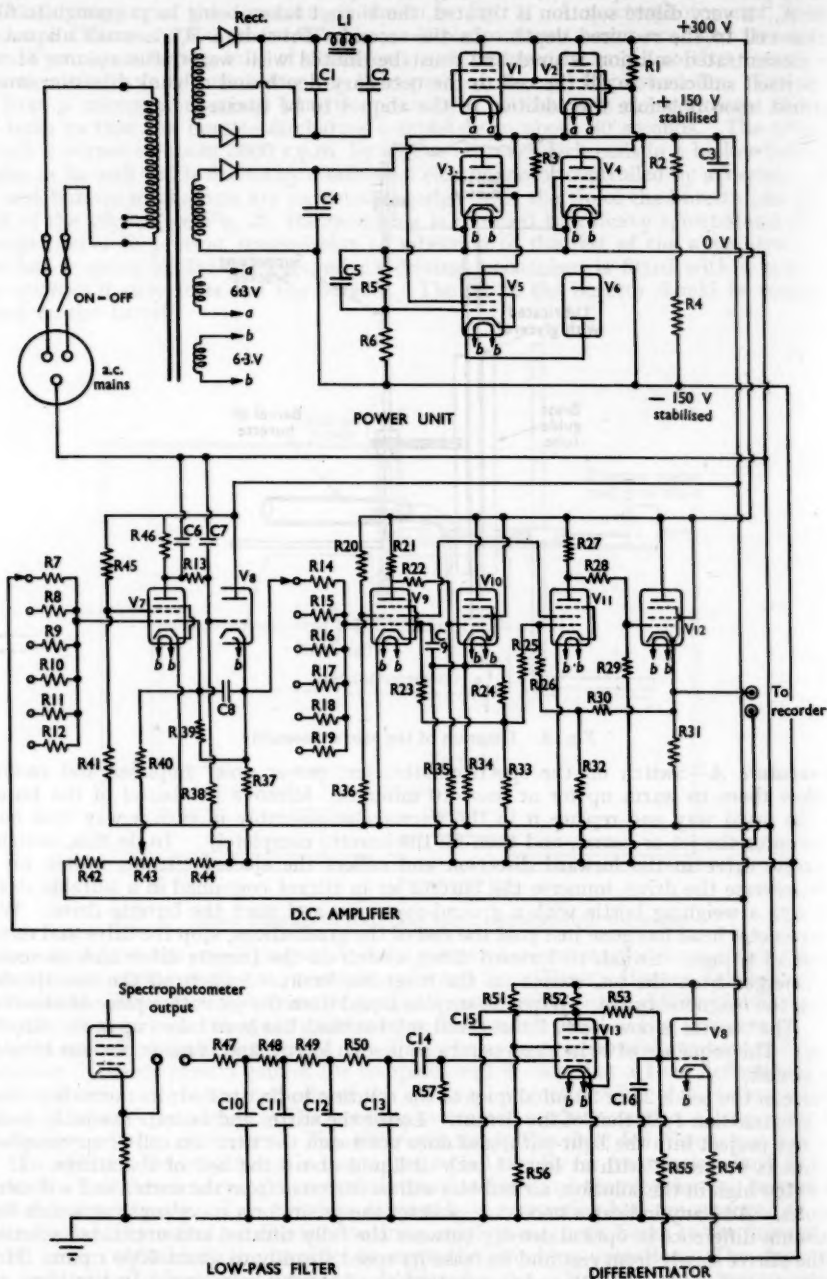 Rect.
L1
+300 V
V1
V2
R1
+ 150
stabilised
C1
C2
a a
a a
R2
C3
V3
R3
V4
b b
b b
C4
0 V
C5
R5
V5
V6
R4
ON – OFF
a
6·3 V
a
b
6·3 V
b
R6
b b
b b
a.c.
mains
– 150 V
stabilised
POWER UNIT
R46
C6
C7
R45
R13
V8
R7
R8
R9
R10
R11
R12
V7
b b
b
R14
R15
R16
R17
R18
R19
R20
R21
R22
V9
V10
R27
R28
V11
V12
C9
b b
b b
b b
b b
R25
R26
R29
R23
R24
R30
To
recorder
R31
C8
R39
R41
R40
R38
R37
R36
R35
R34
R33
R32
R42
R43
R44
D.C. AMPLIFIER
Spectrophotometer
output
R47
R48
R49
R50
C10
C11
C12
C13
R51
R52
R53
C15
V13
V8
C14
C16
R57
R56
R55
R54
LOW-PASS FILTER
DIFFERENTIATOR